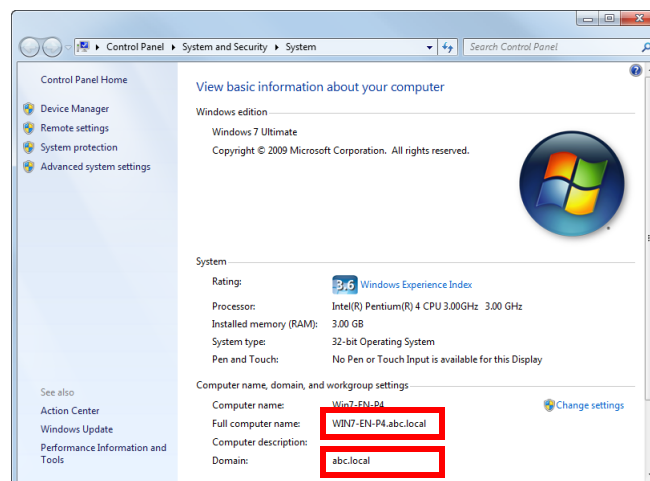 Control Panel ▸ System and Security ▸ System
Search Control Panel
Control Panel Home
Device Manager
Remote settings
System protection
Advanced system settings
See also
Action Center
Windows Update
Performance Information and
Tools
View basic information about your computer
Windows edition
Windows 7 Ultimate
Copyright © 2009 Microsoft Corporation. All rights reserved.
System
Rating: 3,6 Windows Experience Index
Processor: Intel(R) Pentium(R) 4 CPU 3.00GHz 3.00 GHz
Installed memory (RAM): 3.00 GB
System type: 32-bit Operating System
Pen and Touch: No Pen or Touch Input is available for this Display
Computer name, domain, and workgroup settings
Computer name: Win7-EN-P4
Change settings
Full computer name: WIN7-EN-P4.abc.local
Computer description:
Domain: abc.local